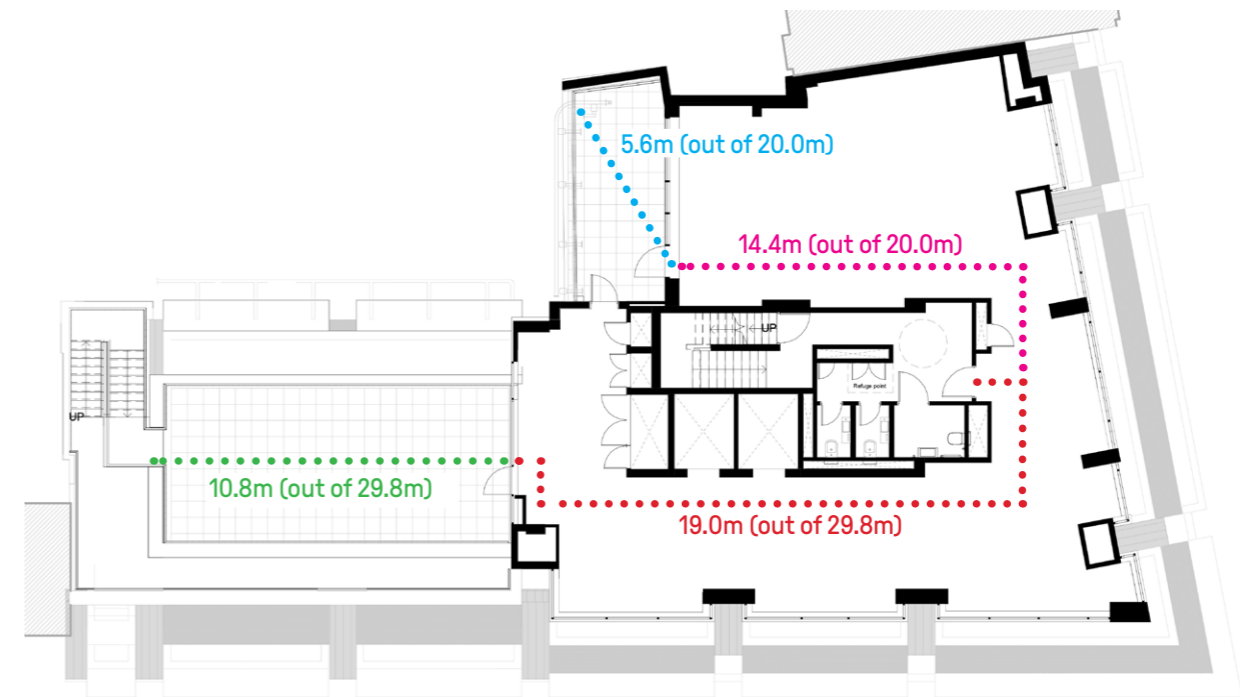 5.6m (out of 20.0m)
14.4m (out of 20.0m)
UP
Refuge point
UP
10.8m (out of 29.8m)
19.0m (out of 29.8m)